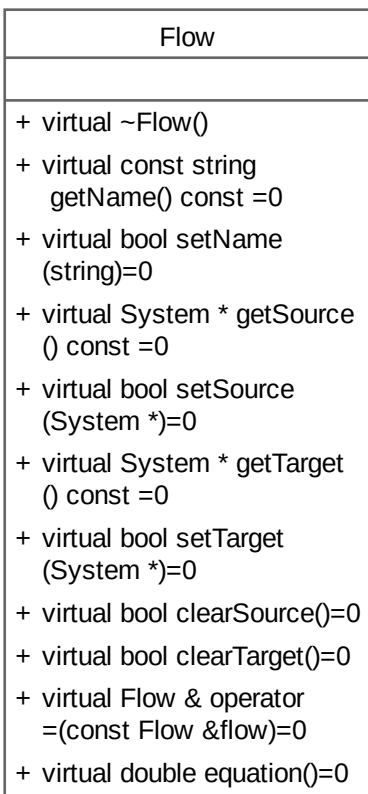 Flow
+ virtual ~Flow()
+ virtual const string
getName() const =0
+ virtual bool setName
(string)=0
+ virtual System * getSource
() const =0
+ virtual bool setSource
(System *)=0
+ virtual System * getTarget
() const =0
+ virtual bool setTarget
(System *)=0
+ virtual bool clearSource()=0
+ virtual bool clearTarget()=0
+ virtual Flow & operator
=(const Flow &flow)=0
+ virtual double equation()=0